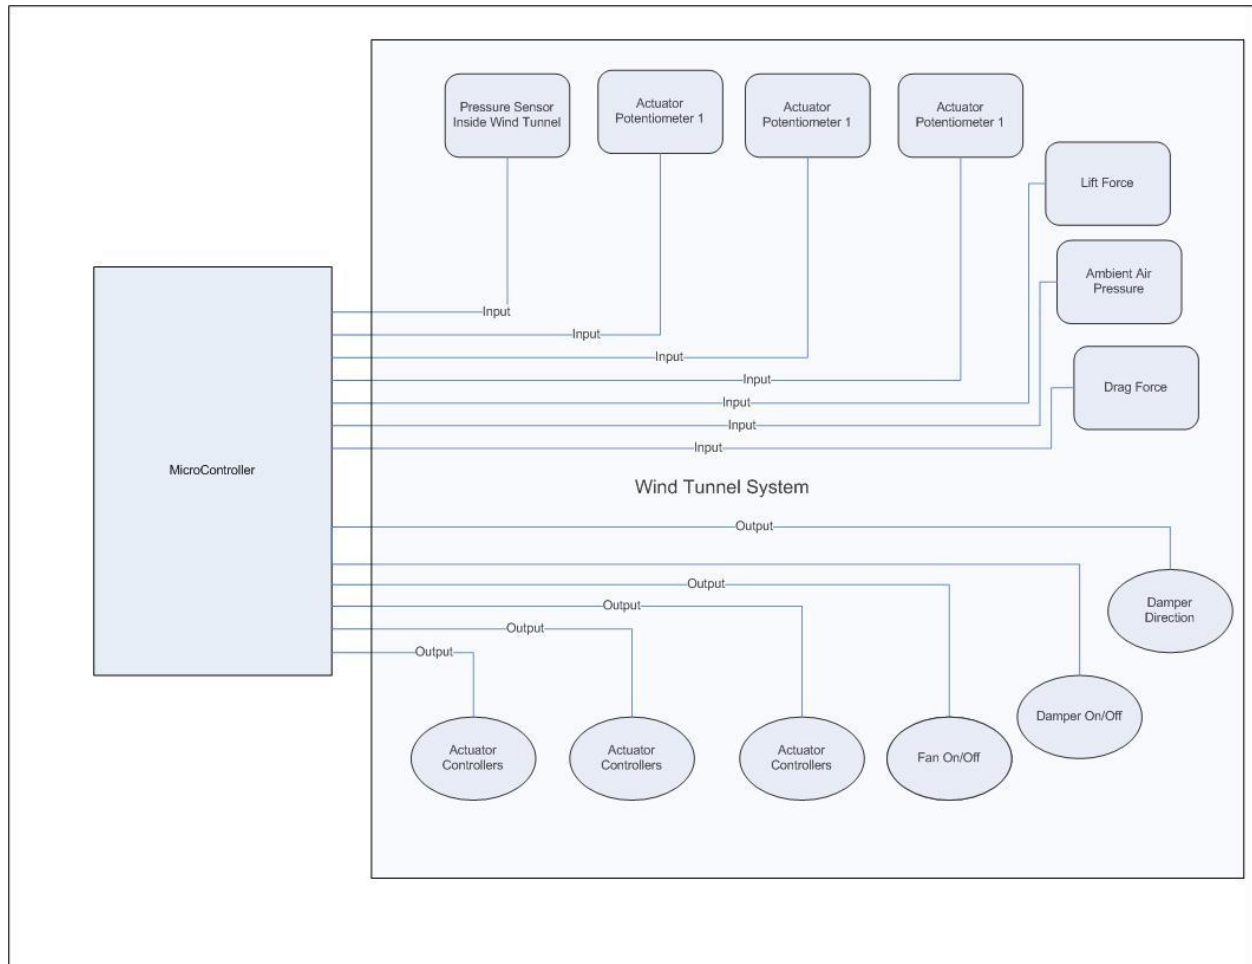 Pressure Sensor
Inside Wind Tunnel
Actuator
Potentiometer 1
Actuator
Potentiometer 1
Actuator
Potentiometer 1
Lift Force
Ambient Air
Pressure
Drag Force
Input
Input
Input
Input
Input
Input
Input
MicroController
Wind Tunnel System
Output
Output
Output
Output
Output
Damper
Direction
Damper On/Off
Actuator
Controllers
Actuator
Controllers
Actuator
Controllers
Fan On/Off